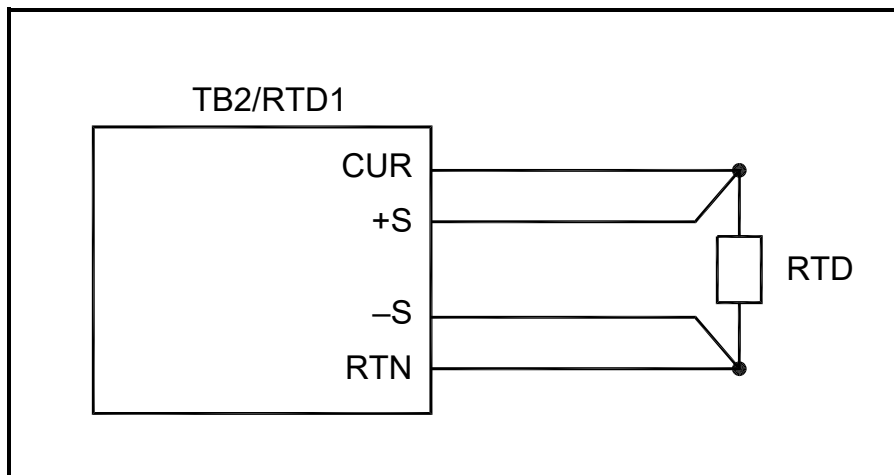 TB2/RTD1
CUR
+S
RTD
–S
RTN